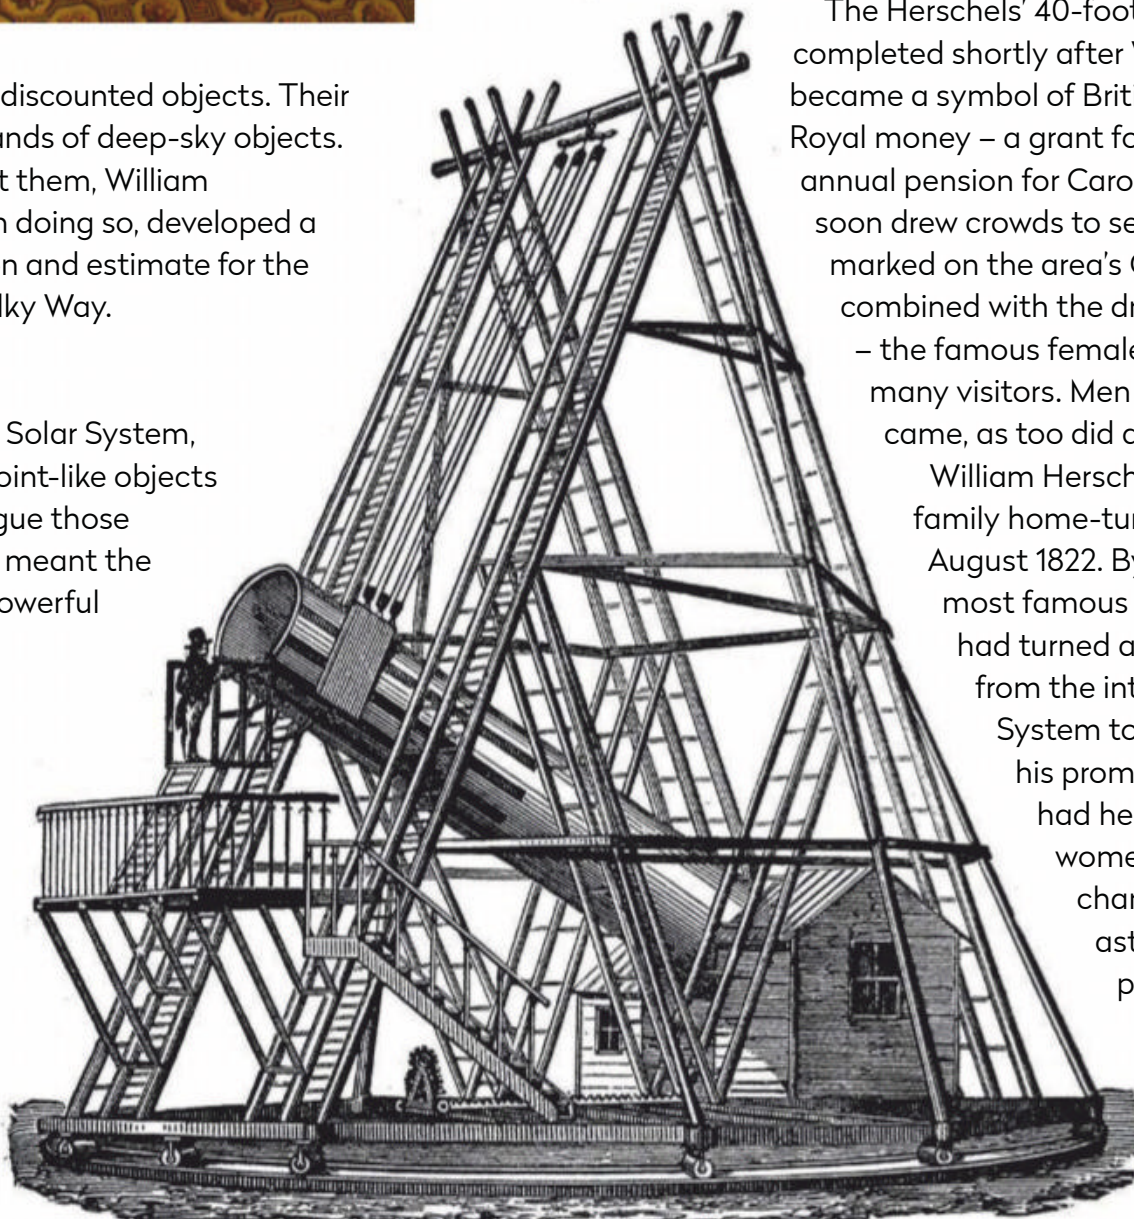 discounted objects. Their
ands of deep-sky objects.
t them, William
n doing so, developed a
n and estimate for the
lky Way.
Solar System,
oint-like objects
gue those
meant the
owerful
The Herschels' 40-foot
completed shortly after
became a symbol of Brit
Royal money – a grant fo
annual pension for Caro
soon drew crowds to se
marked on the area's
combined with the dr
– the famous female
many visitors. Men
came, as too did
William Hersch
family home-tu
August 1822. By
most famous
had turned a
from the int
System to
his prom
had he
wome
char
ast
p